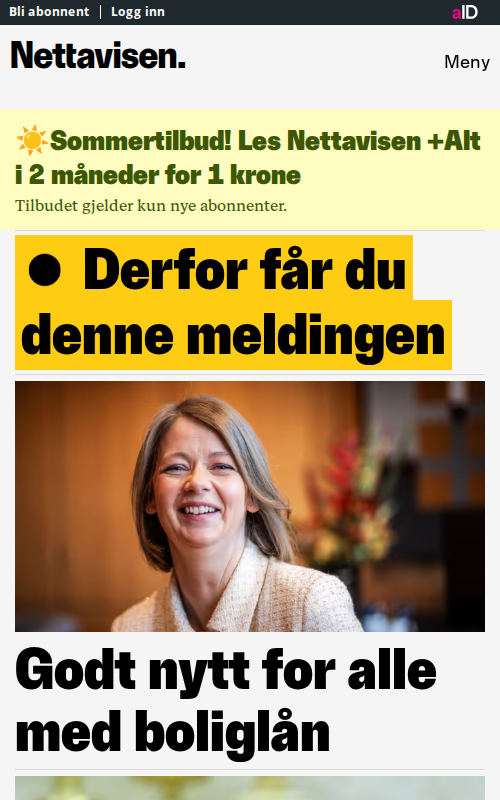 Bli abonnent | Logg inn
aID
Nettavisen.
Meny
☀️Sommertilbud! Les Nettavisen +Alt
i 2 måneder for 1 krone
Tilbudet gjelder kun nye abonnenter.
● Derfor får du
denne meldingen
Godt nytt for alle
med boliglån